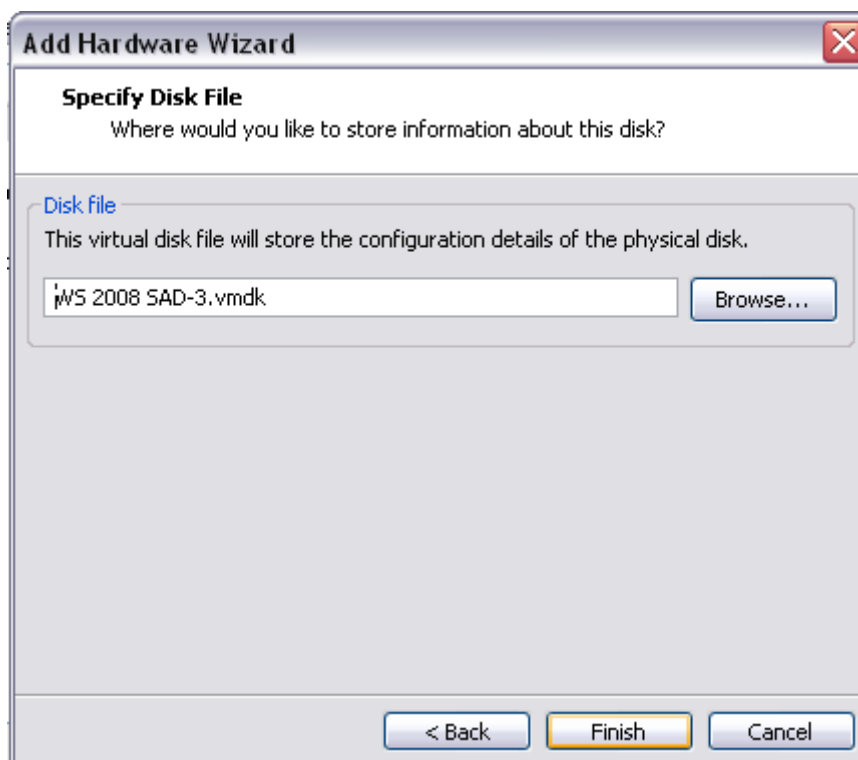 Add Hardware Wizard
Specify Disk File
Where would you like to store information about this disk?
Disk file
This virtual disk file will store the configuration details of the physical disk.
WS 2008 SAD-3.vmdk
Browse...
< Back
Finish
Cancel